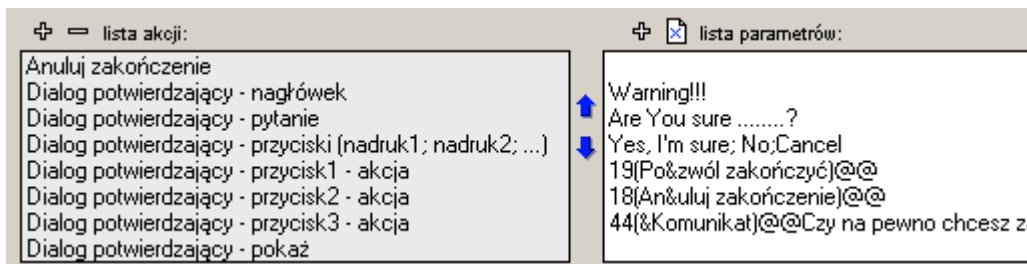 lista akcji:
Anuluj zakończenie
Dialog potwierdzający - nagłówek
Dialog potwierdzający - pytanie
Dialog potwierdzający - przyciski (nadruk1; nadruk2; ...)
Dialog potwierdzający - przycisk1 - akcja
Dialog potwierdzający - przycisk2 - akcja
Dialog potwierdzający - przycisk3 - akcja
Dialog potwierdzający - pokaż
lista parametrów:
Warning!!!
Are You sure ........?
Yes, I'm sure; No;Cancel
19(Po&zwól zakończyć)@@
18(An&uluj zakończenie)@@
44(&Komunikat)@@Czy na pewno chcesz z